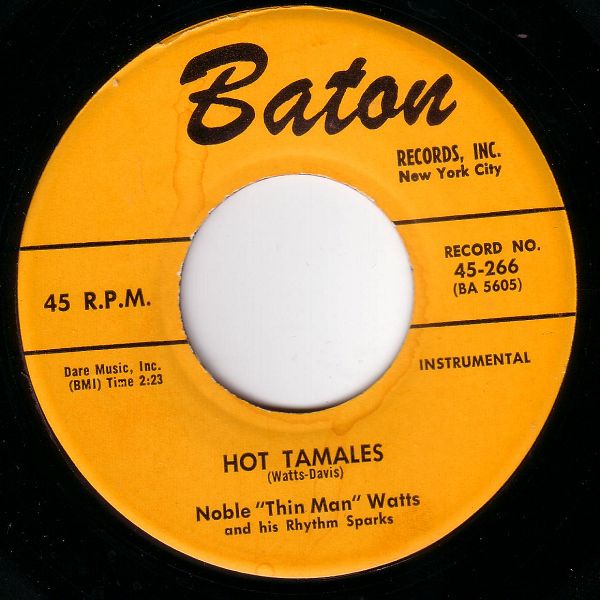 Baton
RECORDS, INC.
New York City
RECORD NO.
45-266
(BA 5605)
45 R.P.M.
Dare Music, Inc.
(BMI) Time 2:23
INSTRUMENTAL
HOT TAMALES
(Watts-Davis)
Noble "Thin Man" Watts
and his Rhythm Sparks